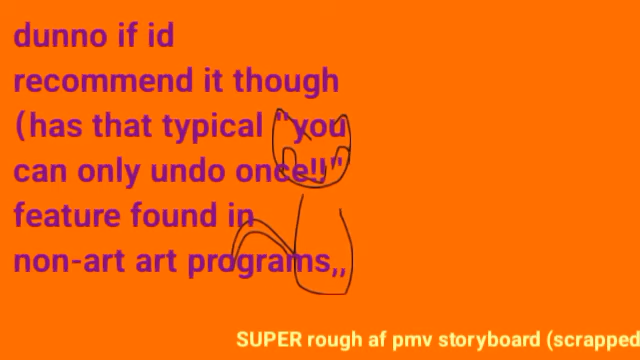 dunno if id
recommend it though
(has that typical "you
can only undo once!!"
feature found in
non-art art programs,,
SUPER rough af pmv storyboard (scrapped